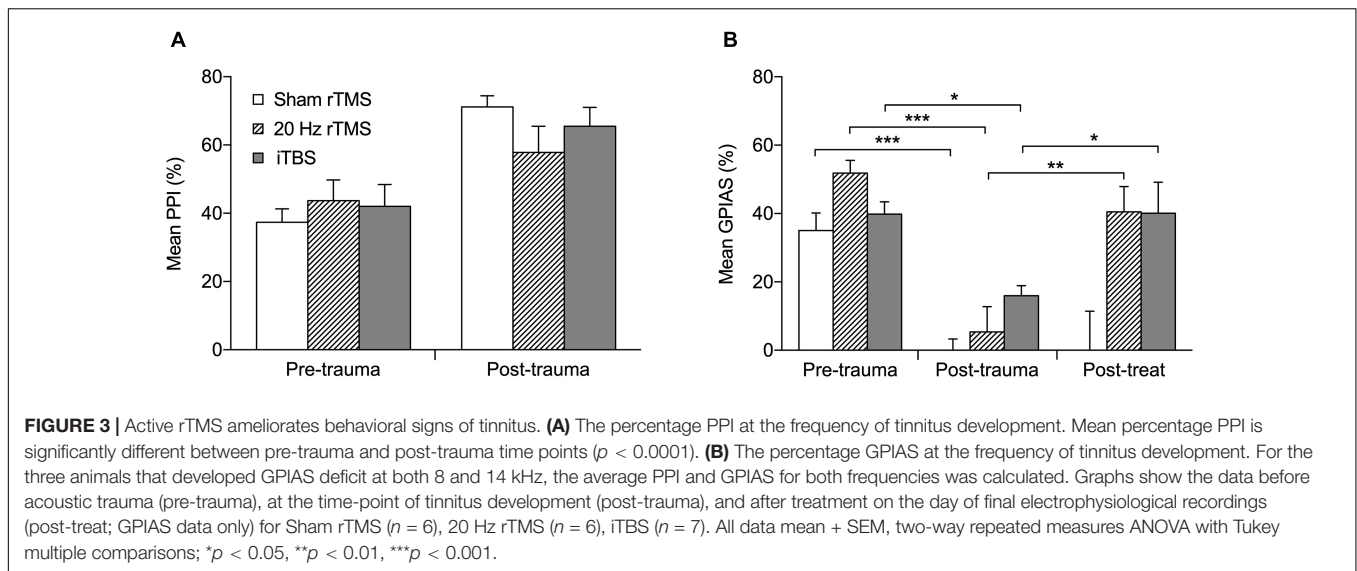 A
B
80
60
40
20
0
Mean PPI (%)
Sham rTMS
20 Hz rTMS
iTBS
Pre-trauma
Post-trauma
80
60
40
20
0
Mean GPIAS (%)
*
***
***
*
**
Pre-trauma
Post-trauma
Post-treat
FIGURE 3 | Active rTMS ameliorates behavioral signs of tinnitus. (A) The percentage PPI at the frequency of tinnitus development. Mean percentage PPI is
significantly different between pre-trauma and post-trauma time points (p < 0.0001). (B) The percentage GPIAS at the frequency of tinnitus development. For the
three animals that developed GPIAS deficit at both 8 and 14 kHz, the average PPI and GPIAS for both frequencies was calculated. Graphs show the data before
acoustic trauma (pre-trauma), at the time-point of tinnitus development (post-trauma), and after treatment on the day of final electrophysiological recordings
(post-treat; GPIAS data only) for Sham rTMS (n = 6), 20 Hz rTMS (n = 6), iTBS (n = 7). All data mean + SEM, two-way repeated measures ANOVA with Tukey
multiple comparisons; *p < 0.05, **p < 0.01, ***p < 0.001.